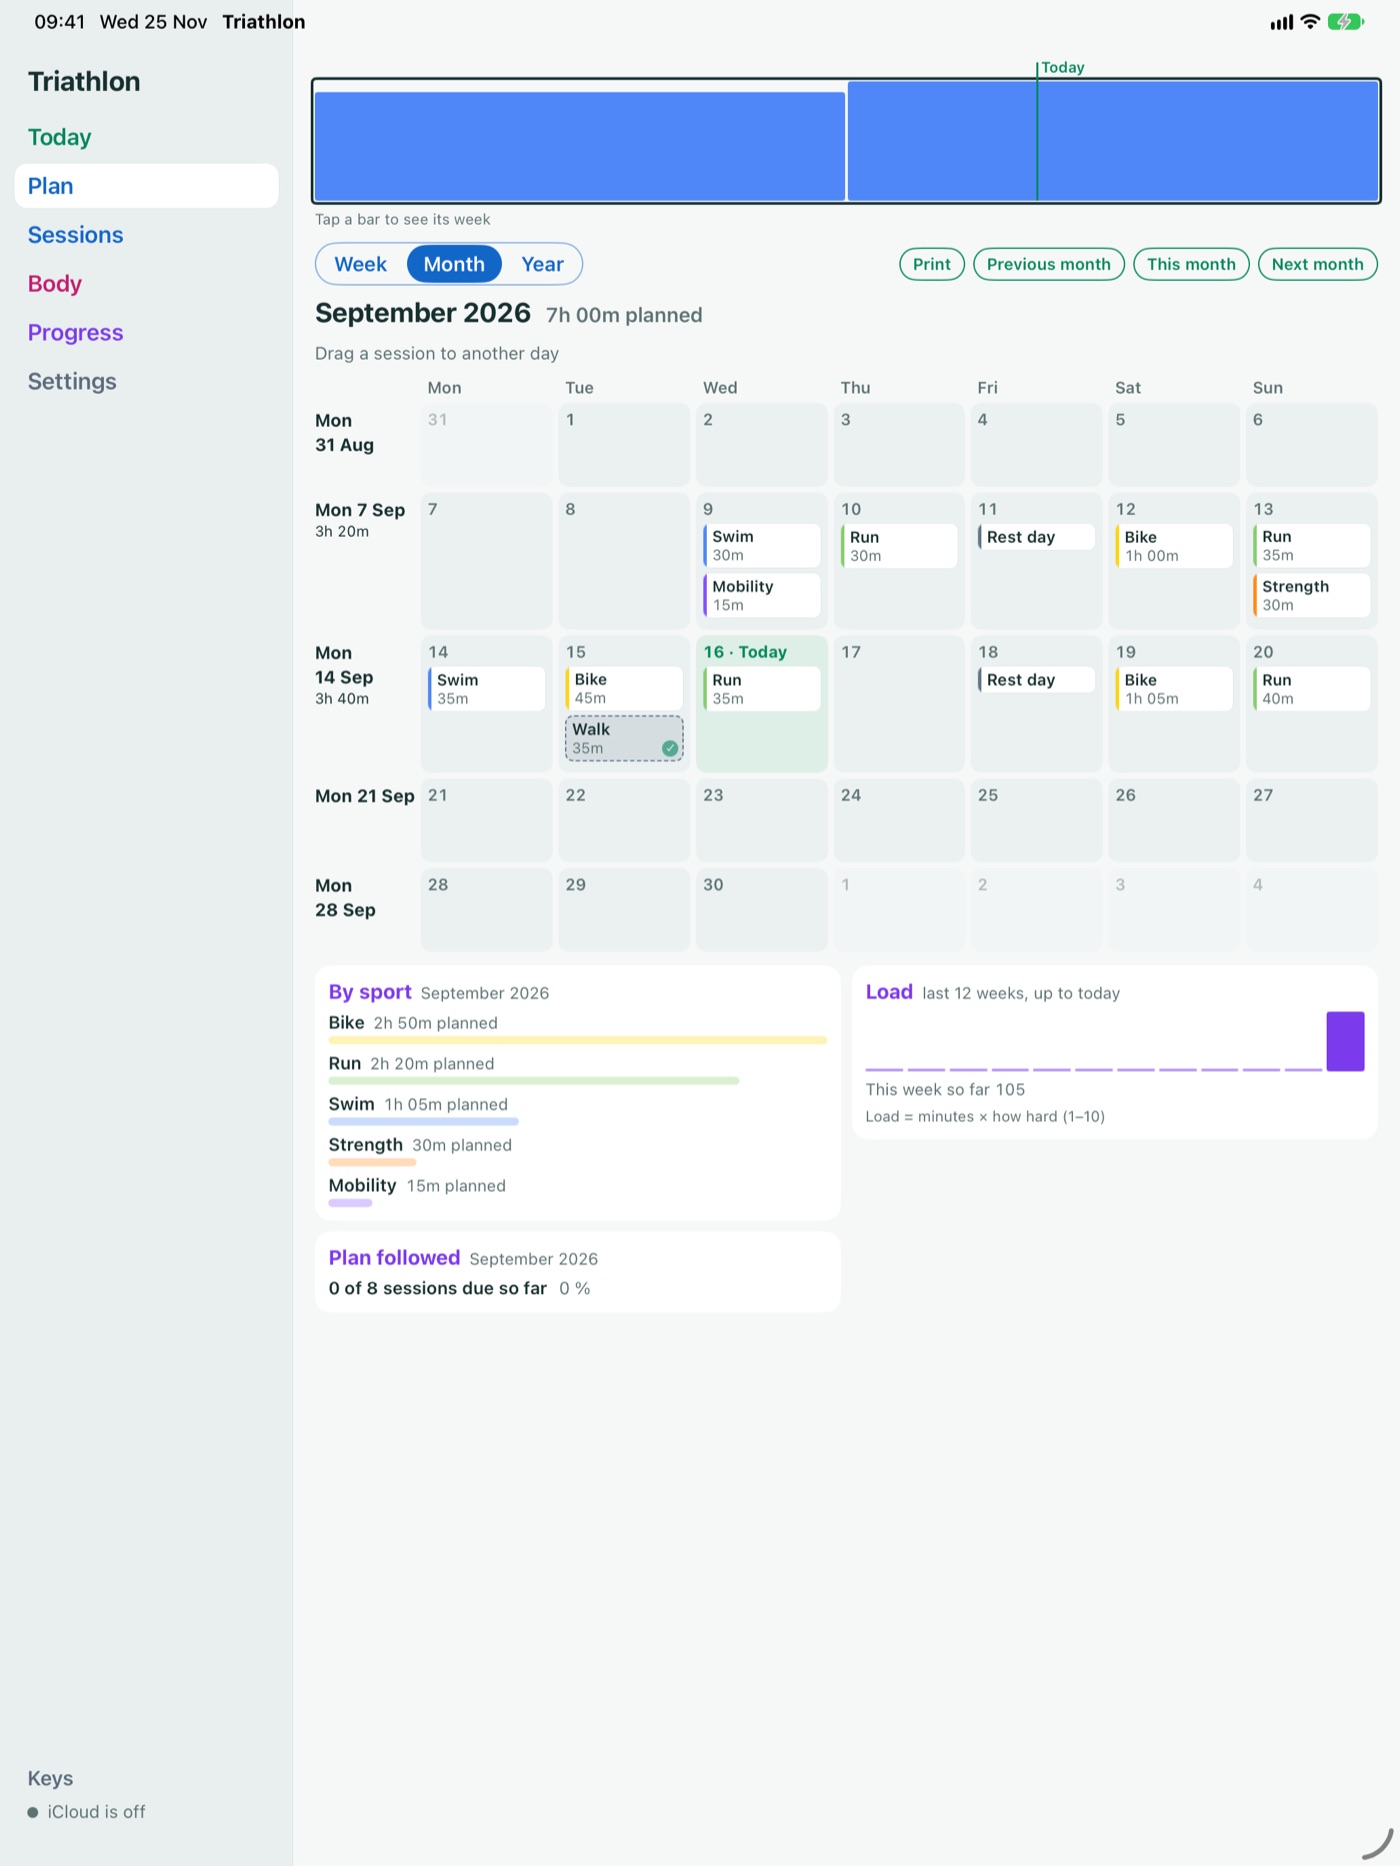 09:41 Wed 25 Nov Triathlon
Triathlon
Today
Plan
Sessions
Body
Progress
Settings
Keys
iCloud is off
Today
Tap a bar to see its week
Week Month Year
Print Previous month This month Next month
September 2026 7h 00m planned
Drag a session to another day
Mon Tue Wed Thu Fri Sat Sun
Mon
31 Aug
31 1 2 3 4 5 6
Mon 7 Sep
3h 20m
7 8 9 10 11 12 13
Swim Run Rest day Bike Run
30m 30m 1h 00m 35m
Mobility Strength
15m 30m
Mon
14 Sep
3h 40m
14 15 16 · Today 17 18 19 20
Swim Bike Run Rest day Bike Run
35m 45m 35m 1h 05m 40m
Walk
35m
Mon 21 Sep
21 22 23 24 25 26 27
Mon
28 Sep
28 29 30 1 2 3 4
By sport September 2026
Bike 2h 50m planned
Run 2h 20m planned
Swim 1h 05m planned
Strength 30m planned
Mobility 15m planned
Load last 12 weeks, up to today
This week so far 105
Load = minutes × how hard (1–10)
Plan followed September 2026
0 of 8 sessions due so far 0 %